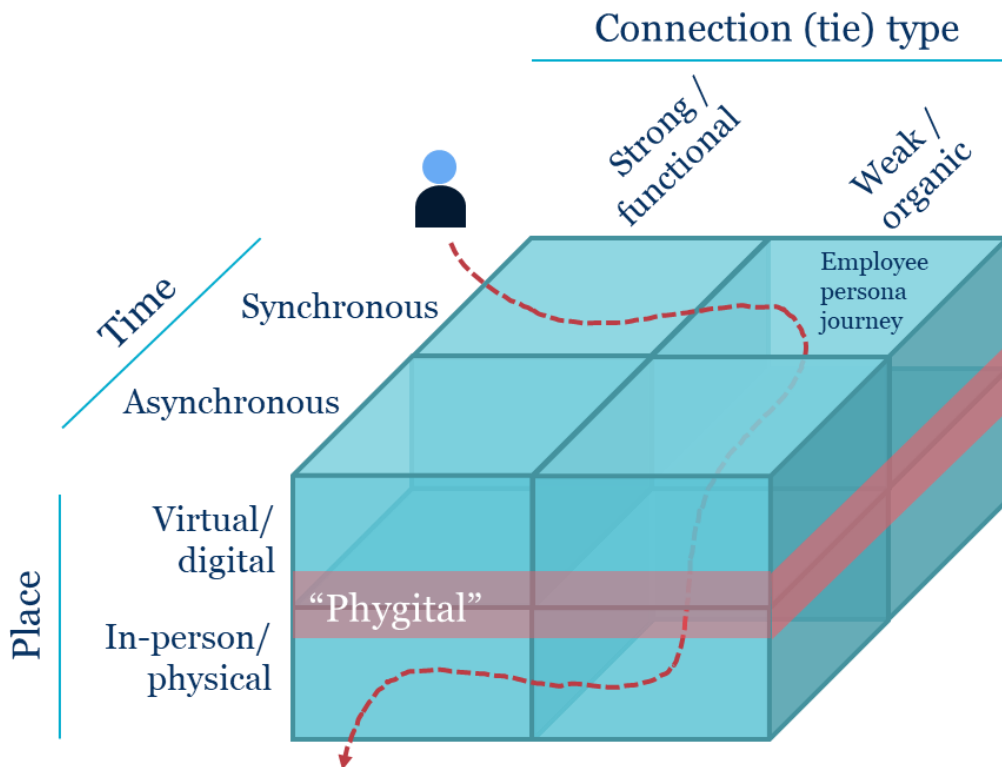 Connection (tie) type
Strong /
functional
Weak /
organic
Time
Synchronous
Asynchronous
Employee
persona
journey
Place
Virtual/
digital
“Phygital”
In-person/
physical